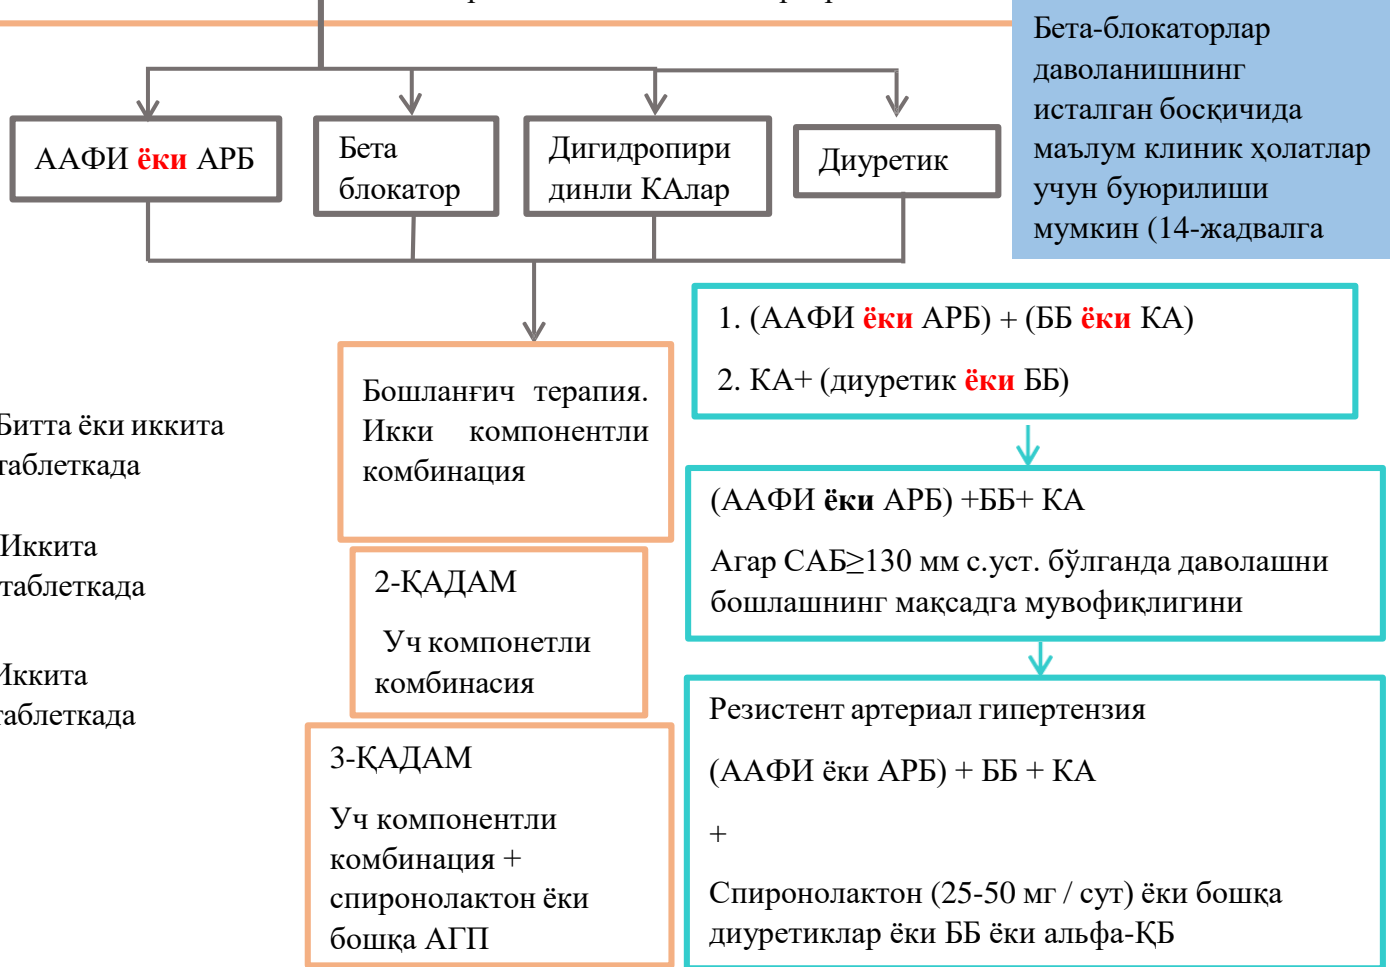 Бета-блокаторлар
даволанишнинг
исталган босқичида
маълум клиник ҳолатлар
учун буюрилиши
мумкин (14-жадвалга
ААФИ ёки АРБ
Бета
блокатор
Дигидропири
динли КАлар
Диуретик
1. (ААФИ ёки АРБ) + (ББ ёки КА)
2. КА+ (диуретик ёки ББ)
Бошланғич терапия.
Икки компонентли
комбинация
Битта ёки иккита
таблеткада
(ААФИ ёки АРБ) +ББ+ КА
Агар САБ≥130 мм с.уст. бўлганда даволашни
бошлашнинг мақсадга мувофиқлигини
Иккита
таблеткада
2-ҚАДАМ
Уч компонетли
комбинасия
Иккита
таблеткада
3-ҚАДАМ
Уч компонентли
комбинация +
спиронолактон ёки
бошқа АГП
Резистент артериал гипертензия
(ААФИ ёки АРБ) + ББ + КА
+
Спиронолактон (25-50 мг / сут) ёки бошқа
диуретиклар ёки ББ ёки альфа-ҚБ